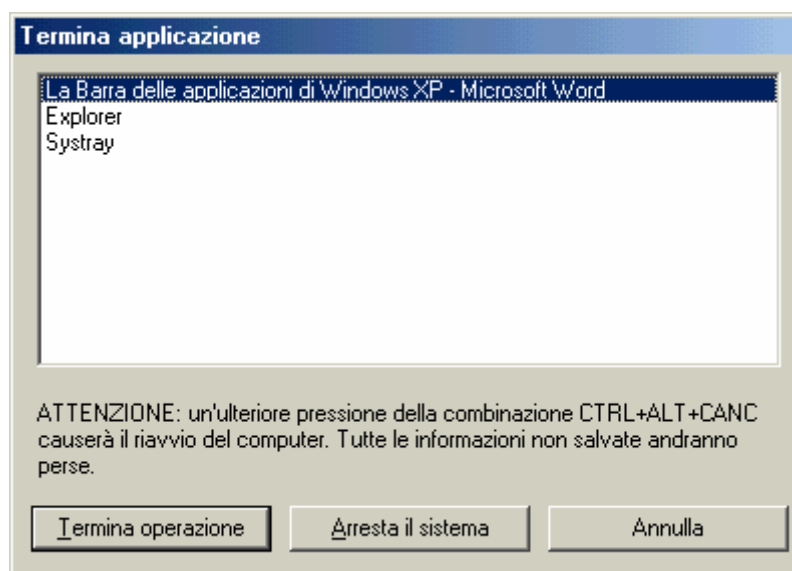 Termina applicazione
La Barra delle applicazioni di Windows XP - Microsoft Word
Explorer
Systray
ATTENZIONE: un'ulteriore pressione della combinazione CTRL+ALT+CANC
causerà il riavvio del computer. Tutte le informazioni non salvate andranno
perse.
Termina operazione Arresta il sistema Annulla